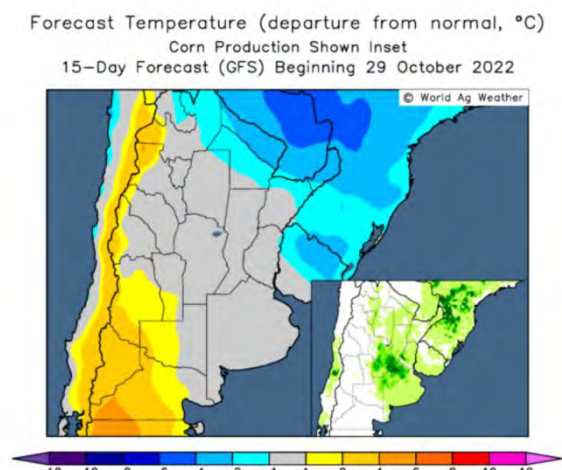 Forecast Temperature (departure from normal, °C)
Corn Production Shown Inset
15-Day Forecast (GFS) Beginning 29 October 2022
© World Ag Weather